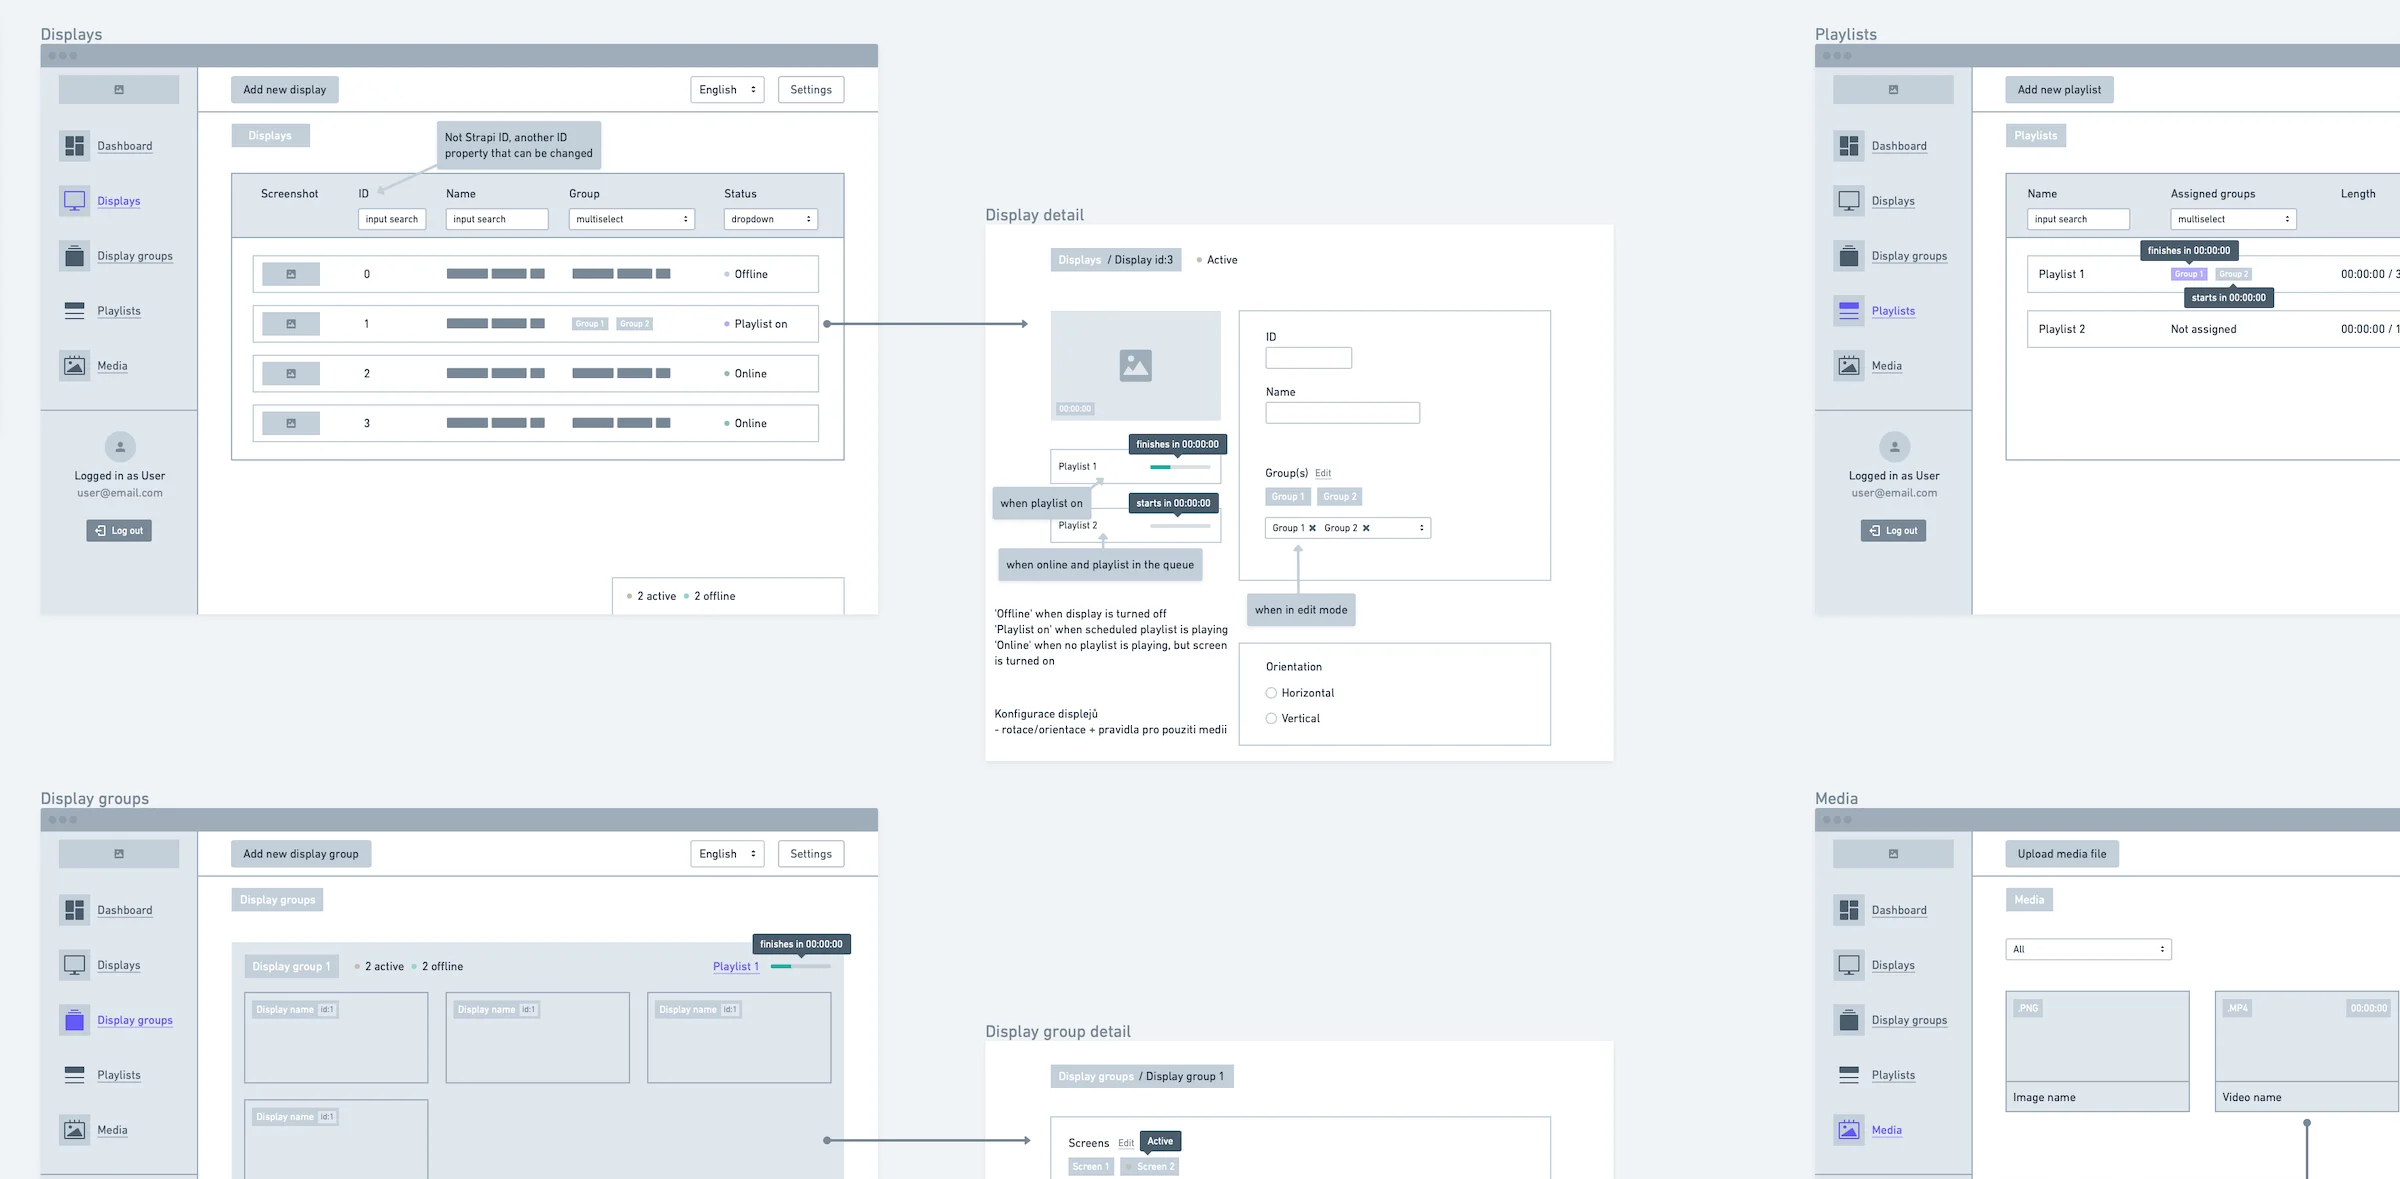 Displays
Add new display
English
Settings
Dashboard
Displays
Display groups
Playlists
Media
Logged in as User
user@email.com
Log out
Displays
Not Strapi ID, another ID
property that can be changed
Screenshot
ID
Name
Group
Status
input search
input search
multiselect
dropdown
0
Offline
1
Group 1
Group 2
Playlist on
2
Online
3
Online
2 active
2 offline
Display detail
Displays / Display id:3
Active
00:00:00
finishes in 00:00:00
Playlist 1
when playlist on
starts in 00:00:00
Playlist 2
when online and playlist in the queue
'Offline' when display is turned off
'Playlist on' when scheduled playlist is playing
'Online' when no playlist is playing, but screen
is turned on
Konfigurace displejů
- rotace/orientace + pravidla pro pouziti medii
ID
Name
Group(s)
Edit
Group 1
Group 2
Group 1
Group 2
when in edit mode
Orientation
Horizontal
Vertical
Playlists
Add new playlist
Dashboard
Displays
Display groups
Playlists
Media
Logged in as User
user@email.com
Log out
Playlists
Name
Assigned groups
Length
input search
multiselect
finishes in 00:00:00
Playlist 1
Group 1
Group 2
00:00:00 / 3
starts in 00:00:00
Playlist 2
Not assigned
00:00:00 / 1
Display groups
Add new display group
English
Settings
Dashboard
Displays
Display groups
Playlists
Media
Display groups
finishes in 00:00:00
Display group 1
2 active
2 offline
Playlist 1
Display name id:1
Display name id:1
Display name id:1
Display name id:1
Display group detail
Display groups / Display group 1
Screens
Edit
Active
Screen 1
Screen 2
Media
Upload media file
Dashboard
Displays
Display groups
Playlists
Media
Media
All
.PNG
Image name
.MP4
00:00:00
Video name